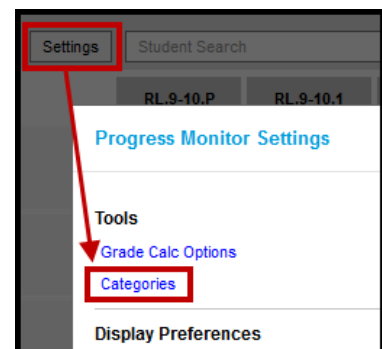 Settings Student Search
RL.9-10.P RL.9-10.1
Progress Monitor Settings
Tools
Grade Calc Options
Categories
Display Preferences